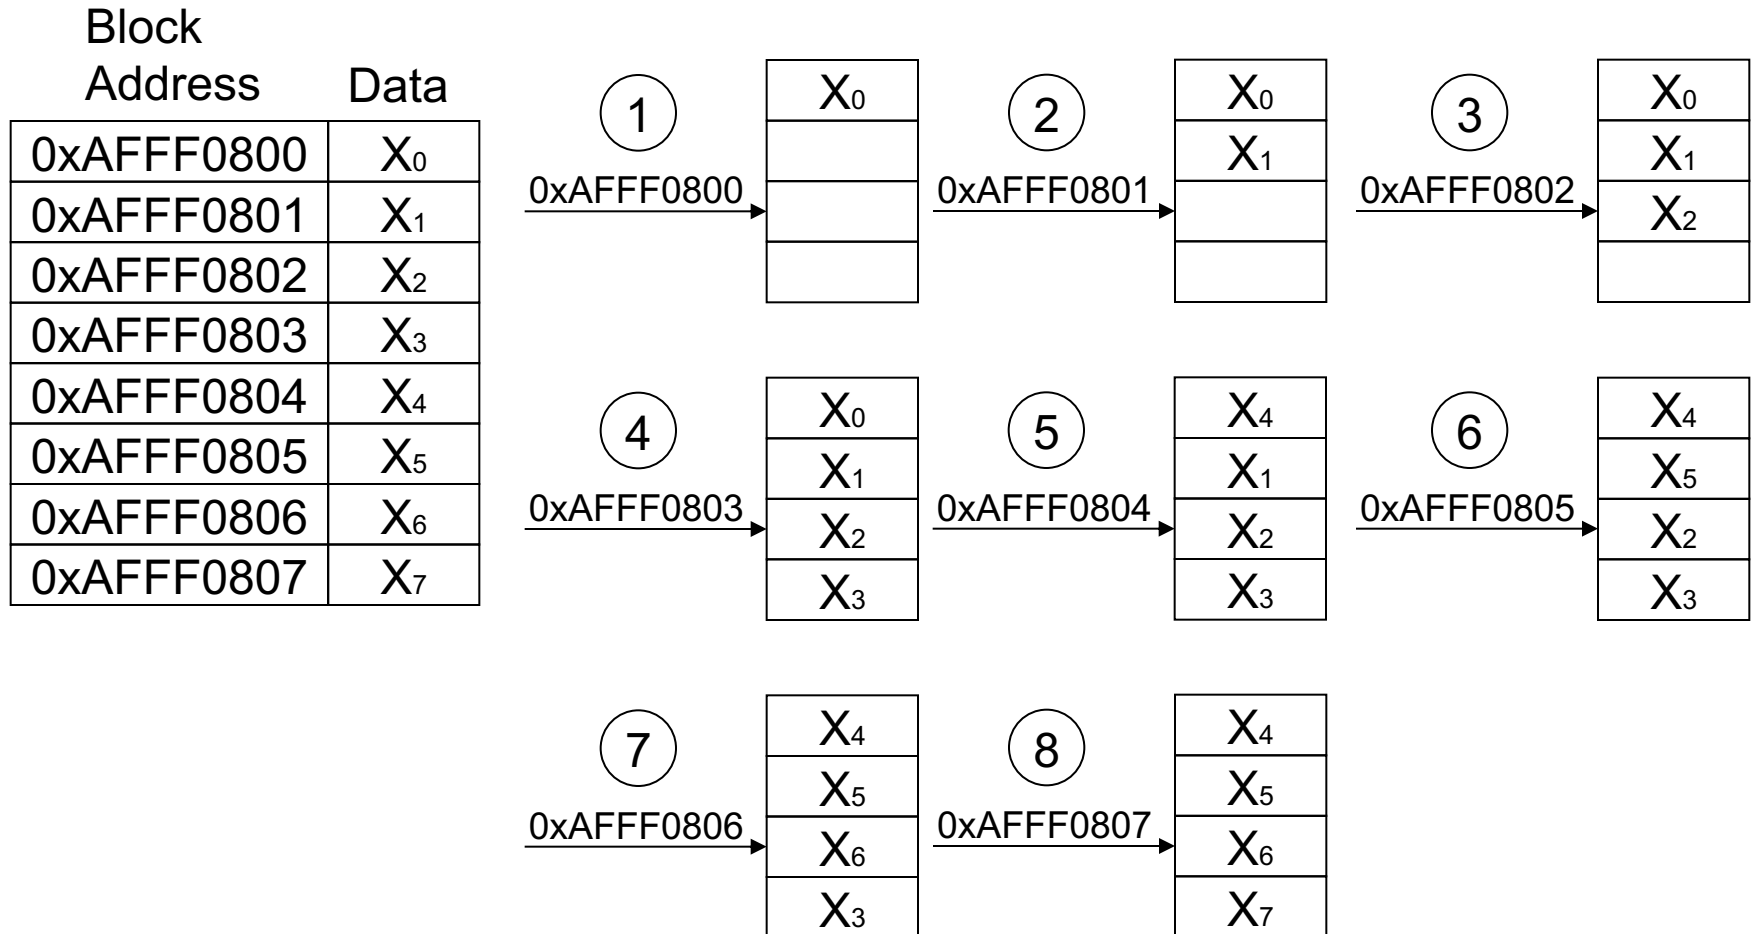 Block
Address Data
0xAFFF0800 X0
0xAFFF0801 X1
0xAFFF0802 X2
0xAFFF0803 X3
0xAFFF0804 X4
0xAFFF0805 X5
0xAFFF0806 X6
0xAFFF0807 X7
1
0xAFFF0800
X0
2
0xAFFF0801
X0
X1
3
0xAFFF0802
X0
X1
X2
4
0xAFFF0803
X0
X1
X2
X3
5
0xAFFF0804
X4
X1
X2
X3
6
0xAFFF0805
X4
X5
X2
X3
7
0xAFFF0806
X4
X5
X6
X3
8
0xAFFF0807
X4
X5
X6
X7